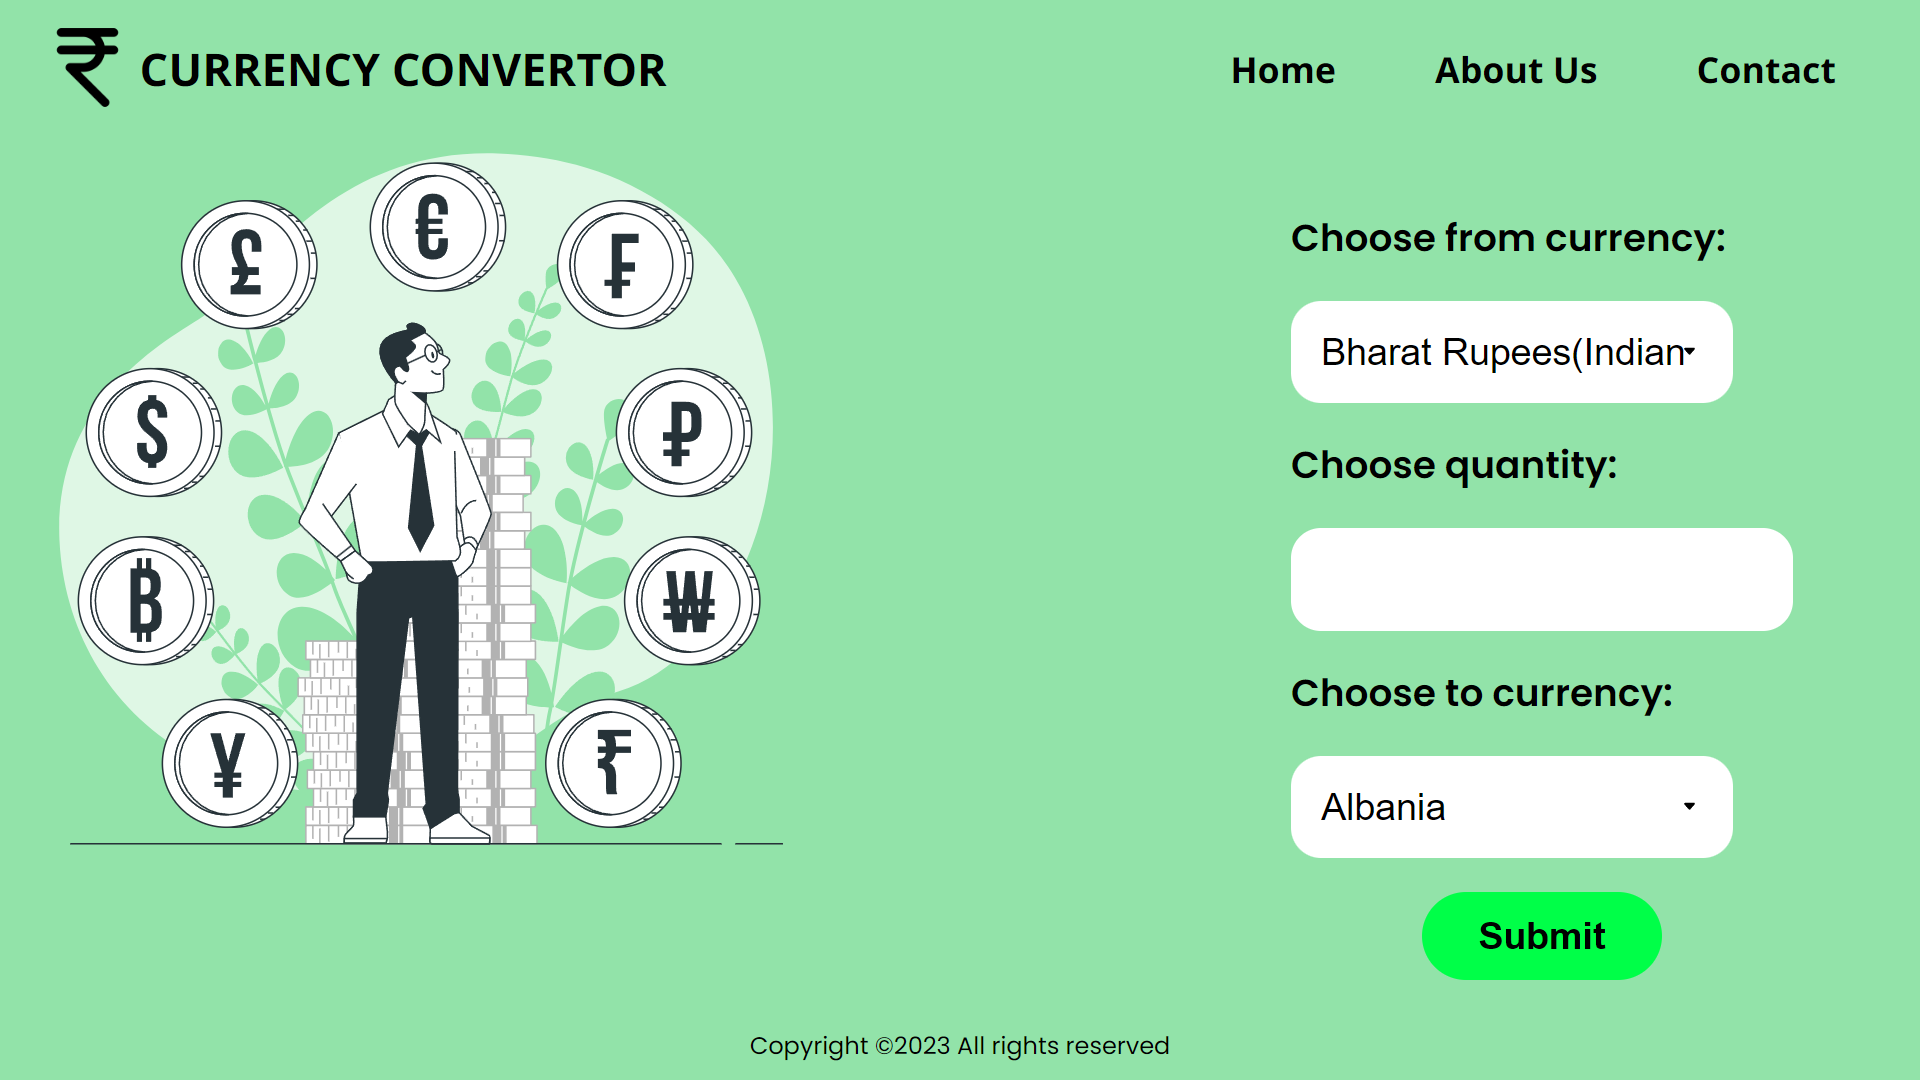 CURRENCY CONVERTOR
Home
About Us
Contact
€
£
₣
$
₽
฿
₩
¥
₹
Choose from currency:
Bharat Rupees(Indian
Choose quantity:
Choose to currency:
Albania
Submit
Copyright ©2023 All rights reserved